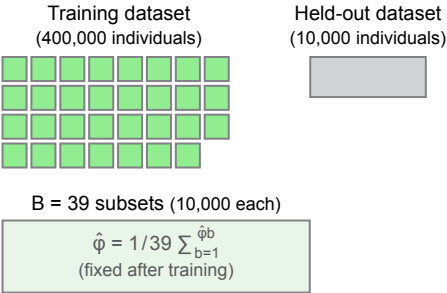 Training dataset
(400,000 individuals)
Held-out dataset
(10,000 individuals)
B = 39 subsets (10,000 each)
φ̂ = 1/39 ∑_{b=1}^{φ̂b}
(fixed after training)